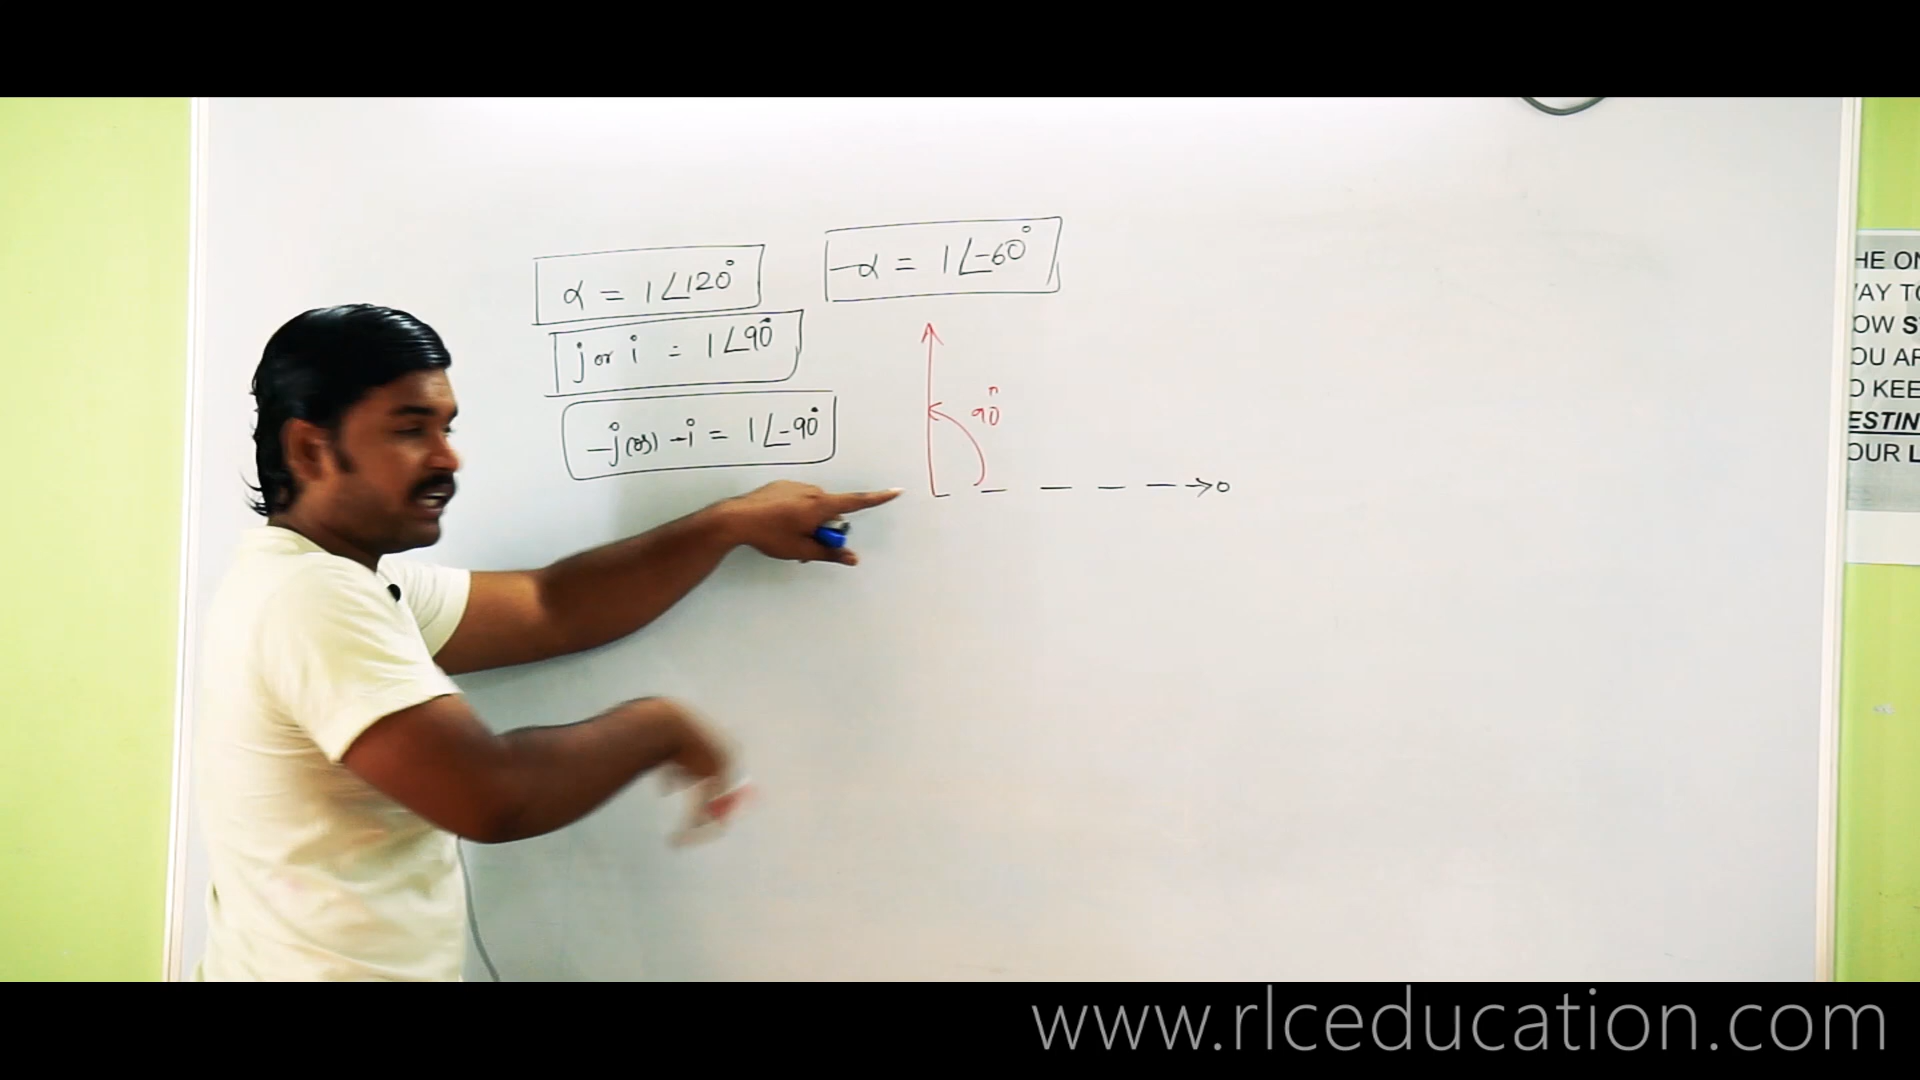 α = 1∠120°
-α = 1∠-60°
j or i = 1∠90°
-j (or) -i = 1∠-90°
90°
0
HE ON
AY TO
OW S
OU AR
O KEE
ESTIN
OUR L
www.rlceducation.com